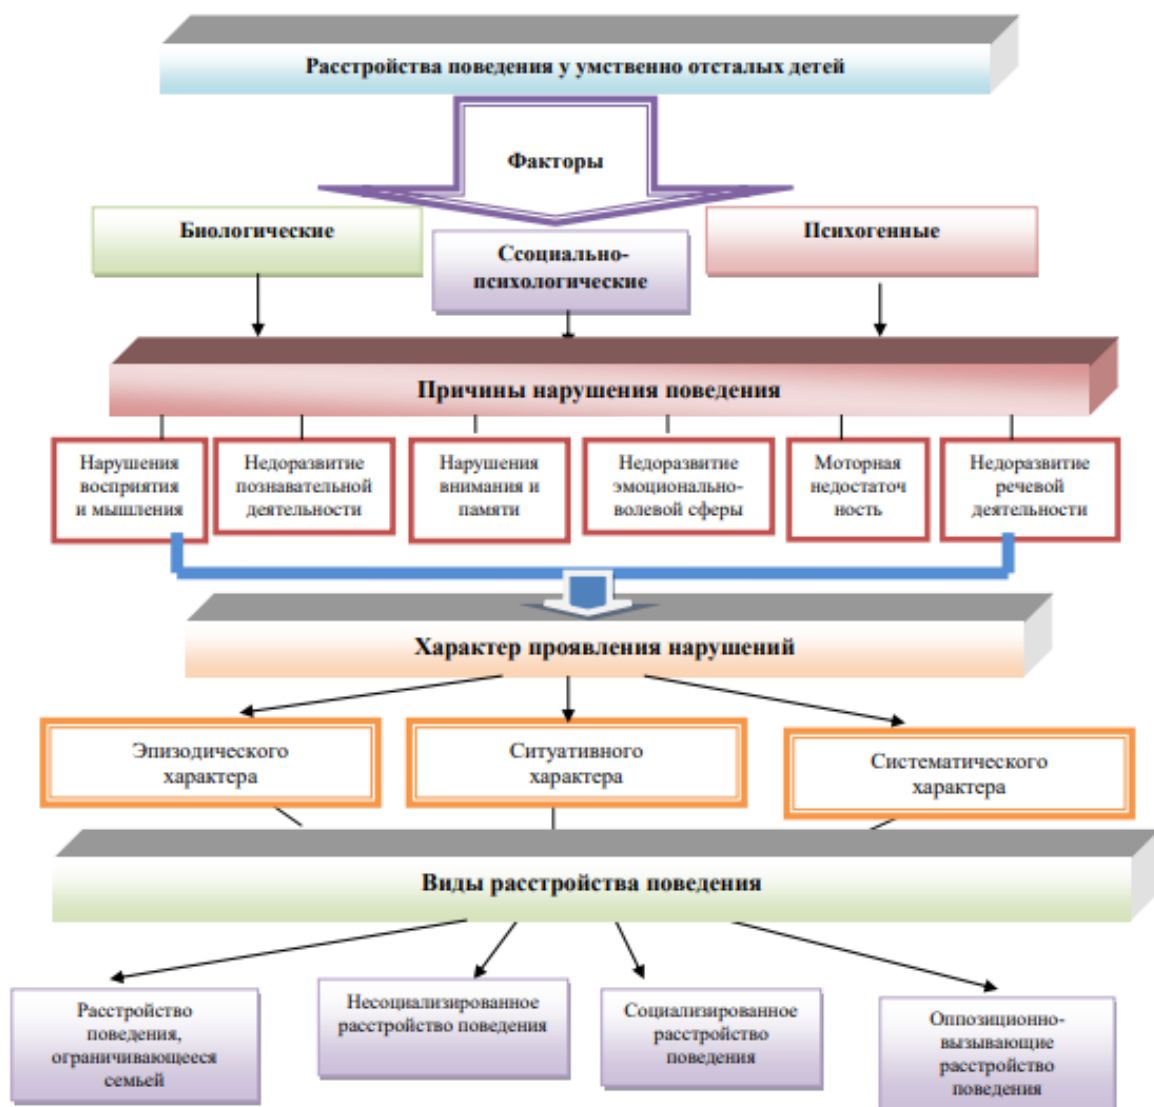 Расстройства поведения у умственно отсталых детей
Факторы
Биологические
Ссоциально-
психологические
Психогенные
Причины нарушения поведения
Нарушения
восприятия
и мышления
Недоразвитие
познавательной
деятельности
Нарушения
внимания и
памяти
Недоразвитие
эмоционально-
волевой сферы
Моторная
недостаточ
ность
Недоразвитие
речевой
деятельности
Характер проявления нарушений
Эпизодического
характера
Ситуативного
характера
Систематического
характера
Виды расстройства поведения
Расстройство
поведения,
ограничивающееся
семьей
Несоциализированное
расстройство поведения
Социализированное
расстройство
поведения
Оппозиционно-
вызывающие
расстройство
поведения